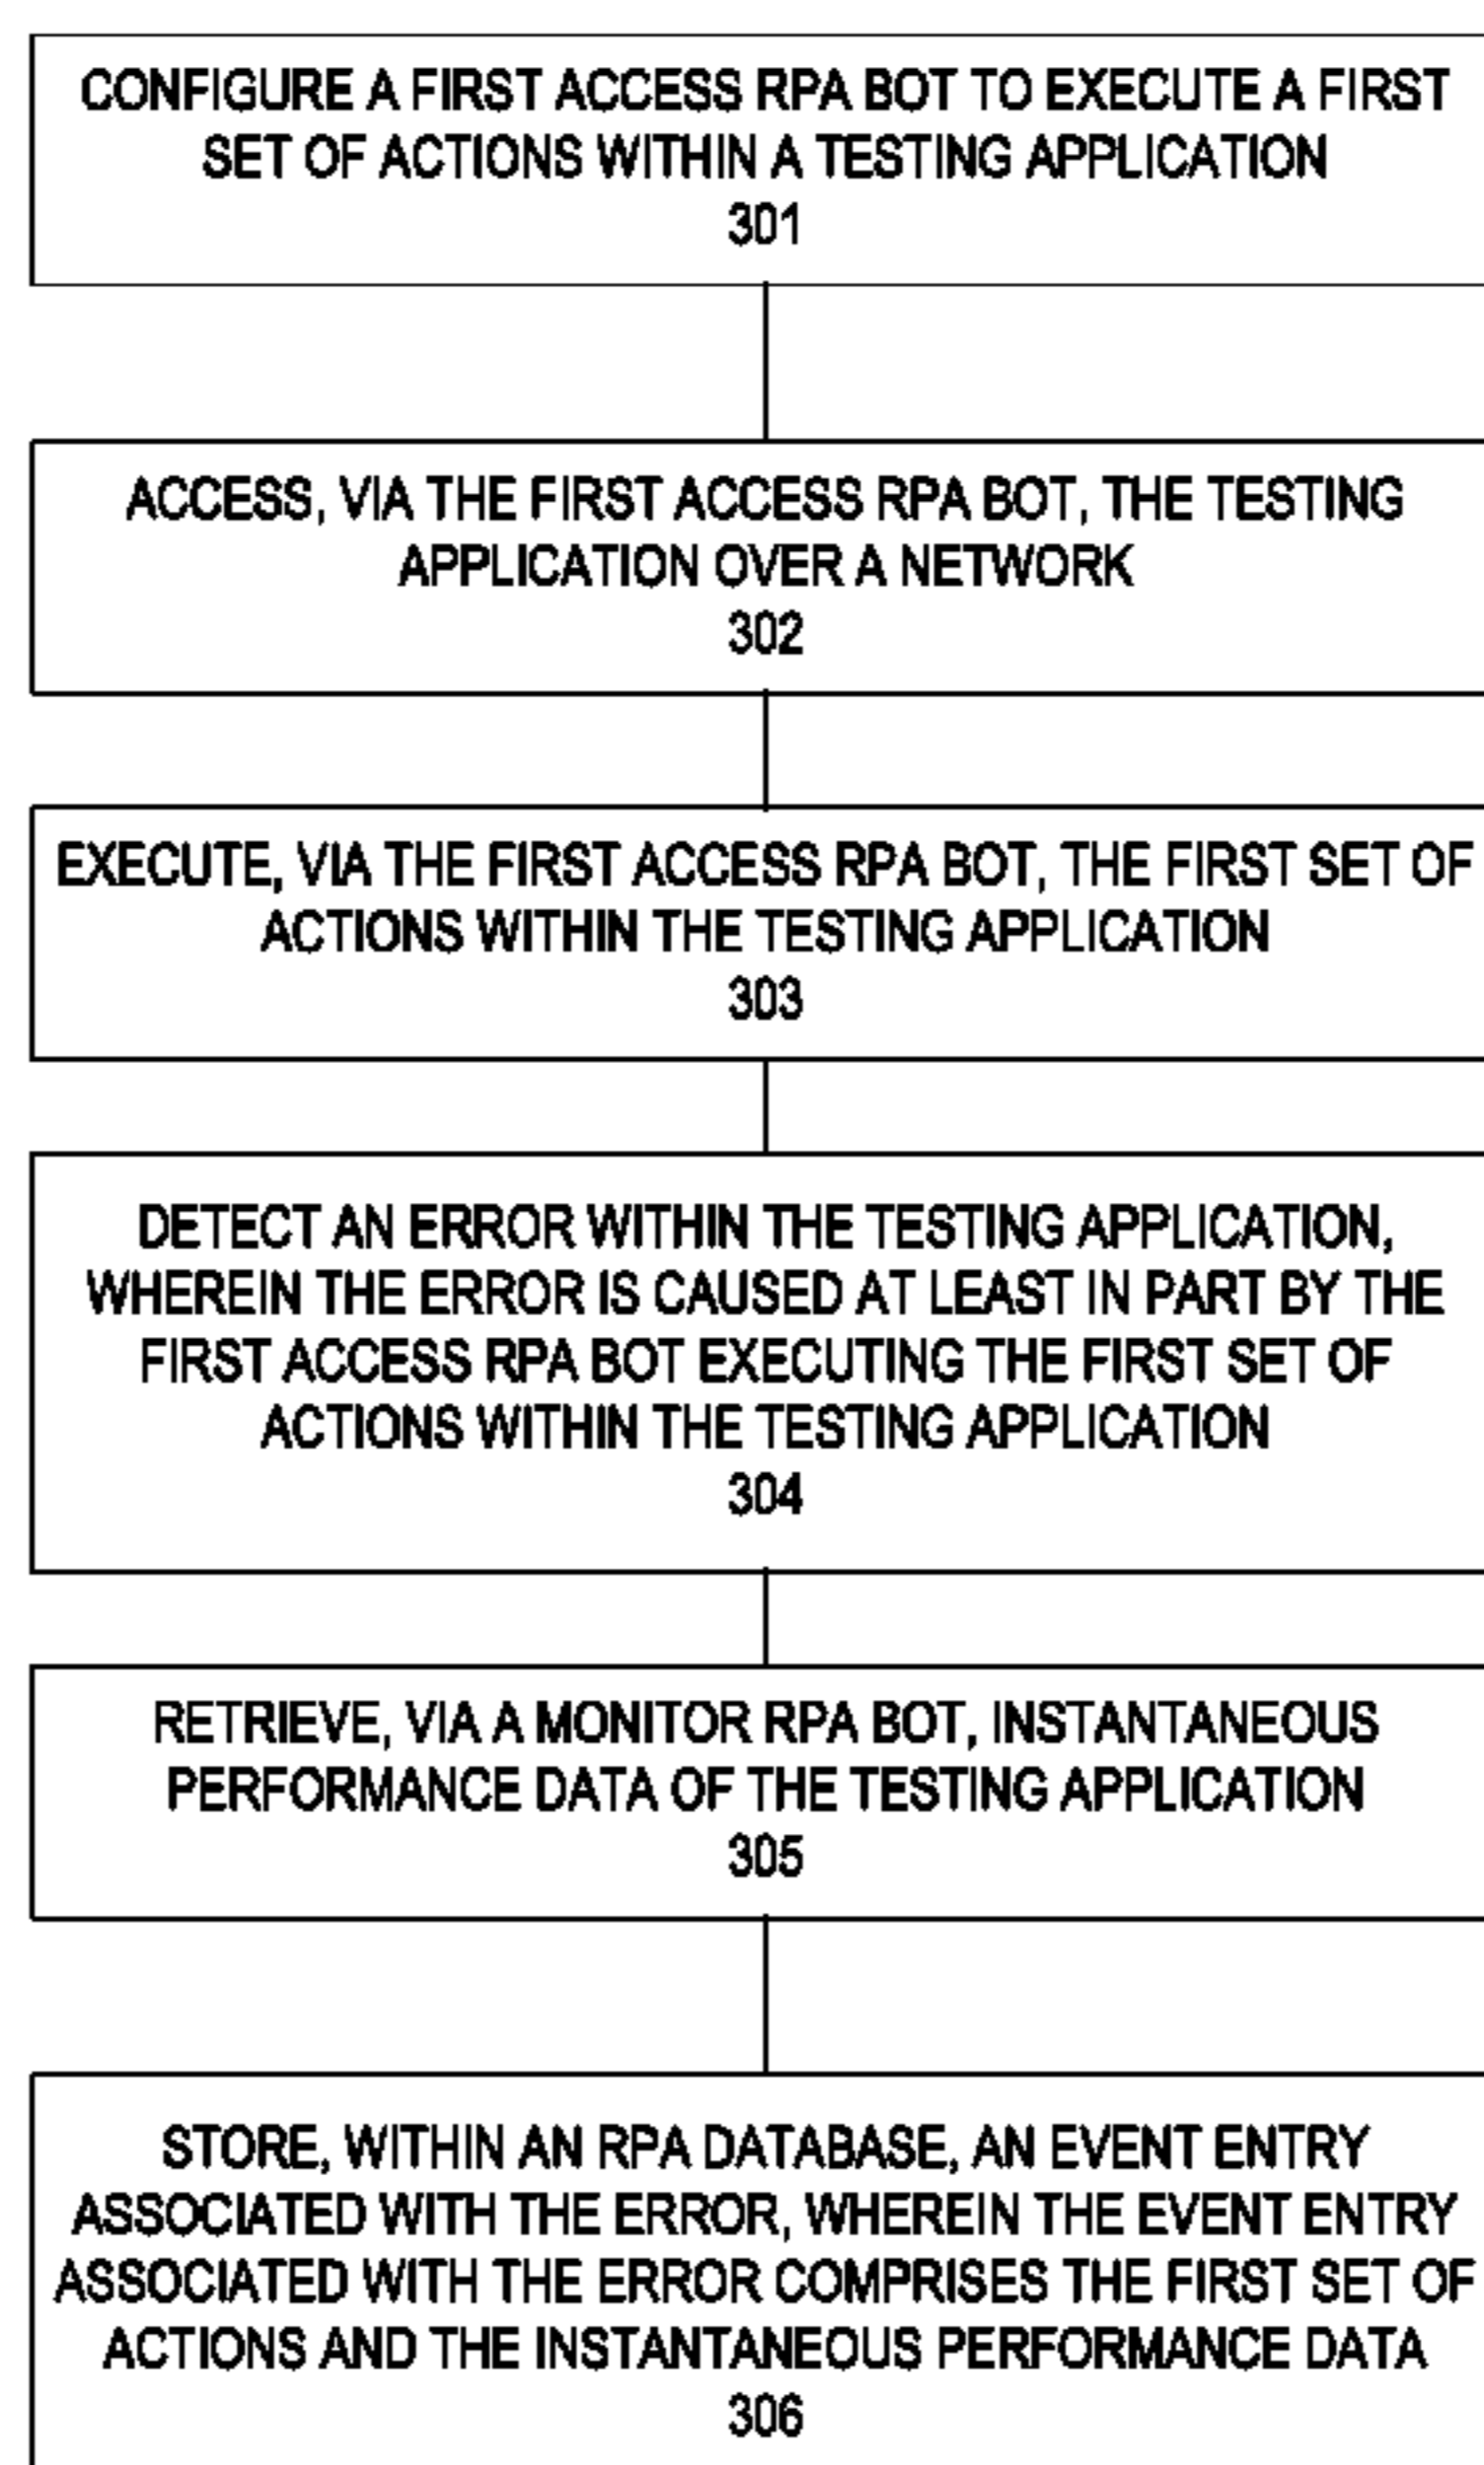 CONFIGURE A FIRST ACCESS RPA BOT TO EXECUTE A FIRST
SET OF ACTIONS WITHIN A TESTING APPLICATION
301
ACCESS, VIA THE FIRST ACCESS RPA BOT, THE TESTING
APPLICATION OVER A NETWORK
302
EXECUTE, VIA THE FIRST ACCESS RPA BOT, THE FIRST SET OF
ACTIONS WITHIN THE TESTING APPLICATION
303
DETECT AN ERROR WITHIN THE TESTING APPLICATION,
WHEREIN THE ERROR IS CAUSED AT LEAST IN PART BY THE
FIRST ACCESS RPA BOT EXECUTING THE FIRST SET OF
ACTIONS WITHIN THE TESTING APPLICATION
304
RETRIEVE, VIA A MONITOR RPA BOT, INSTANTANEOUS
PERFORMANCE DATA OF THE TESTING APPLICATION
305
STORE, WITHIN AN RPA DATABASE, AN EVENT ENTRY
ASSOCIATED WITH THE ERROR, WHEREIN THE EVENT ENTRY
ASSOCIATED WITH THE ERROR COMPRISES THE FIRST SET OF
ACTIONS AND THE INSTANTANEOUS PERFORMANCE DATA
306